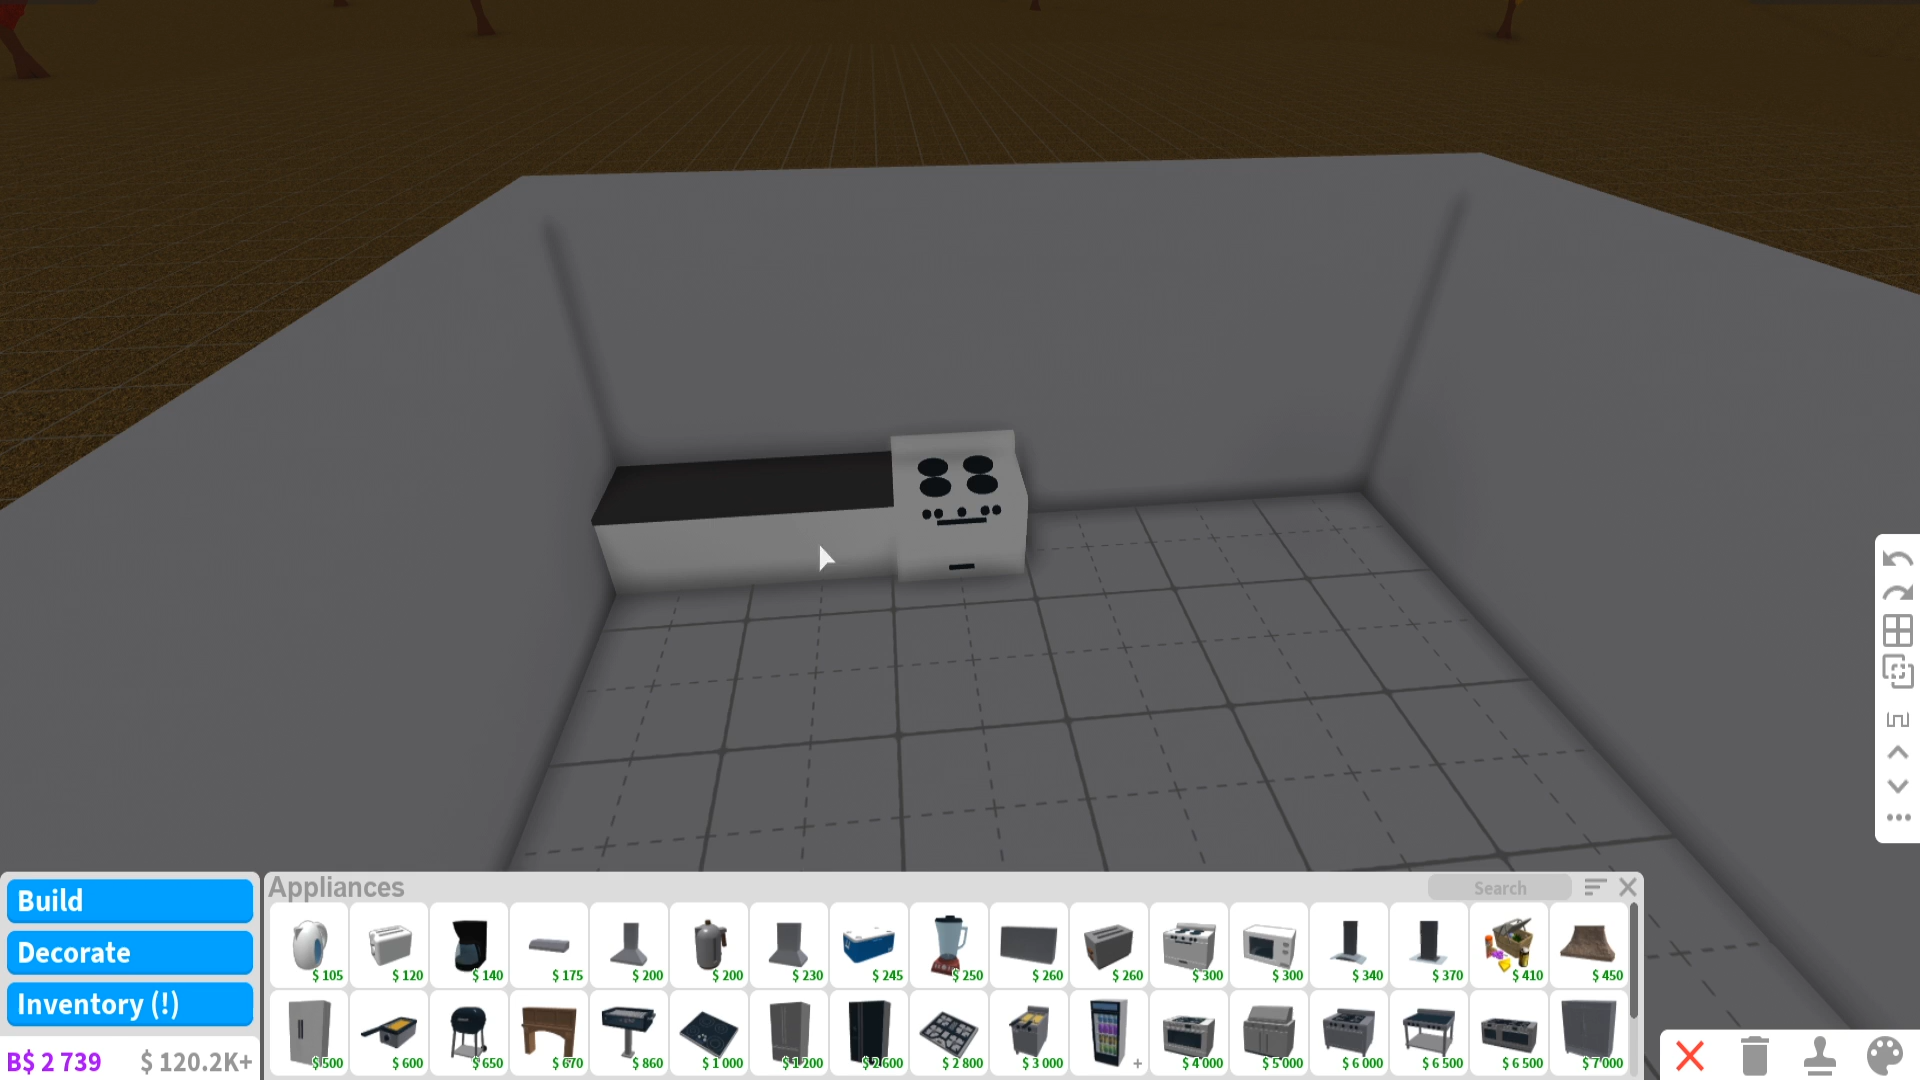 Build
Decorate
Inventory (!)
B$ 2 739 $ 120.2K+
Appliances Search
$ 105 $ 120 $ 140 $ 175 $ 200 $ 200 $ 230 $ 245 $ 250 $ 260 $ 260 $ 300 $ 300 $ 340 $ 370 $ 410 $ 450
$ 500 $ 600 $ 650 $ 670 $ 860 $ 1 000 $ 1 200 $ 2 600 $ 2 800 $ 3 000 + $ 4 000 $ 5 000 $ 6 000 $ 6 500 $ 6 500 $ 7 000